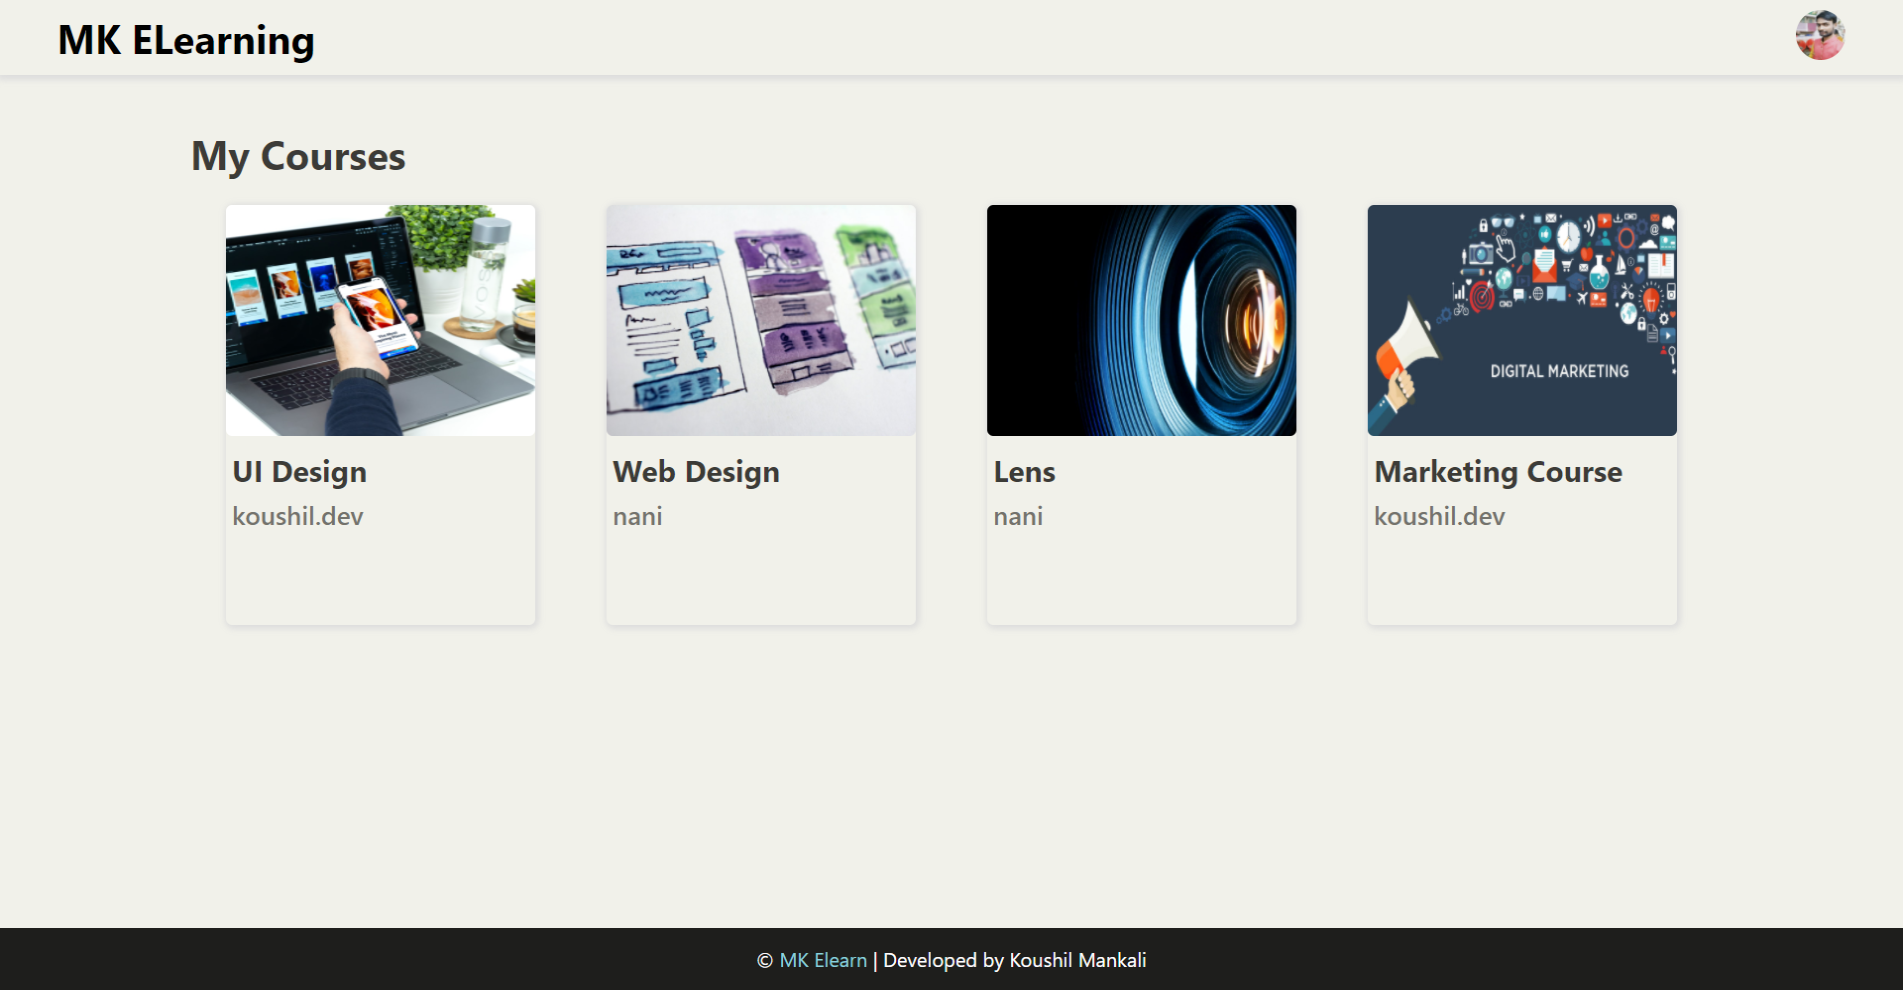 MK ELearning
My Courses
VOSS
DIGITAL MARKETING
UI Design
koushil.dev
Web Design
nani
Lens
nani
Marketing Course
koushil.dev
© MK Elearn | Developed by Koushil Mankali